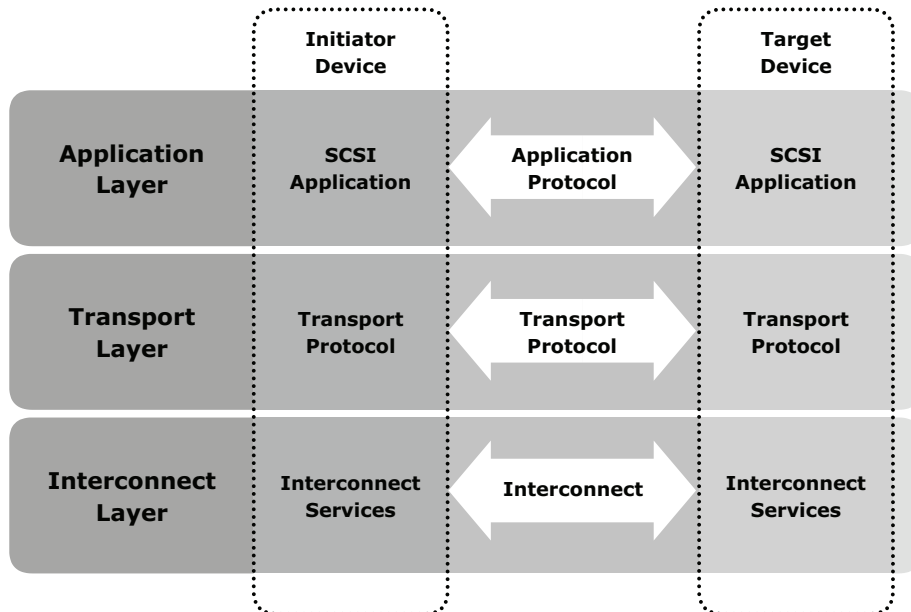 Initiator
Device
Target
Device
Application
Layer
SCSI
Application
Application
Protocol
SCSI
Application
Transport
Layer
Transport
Protocol
Transport
Protocol
Transport
Protocol
Interconnect
Layer
Interconnect
Services
Interconnect
Interconnect
Services